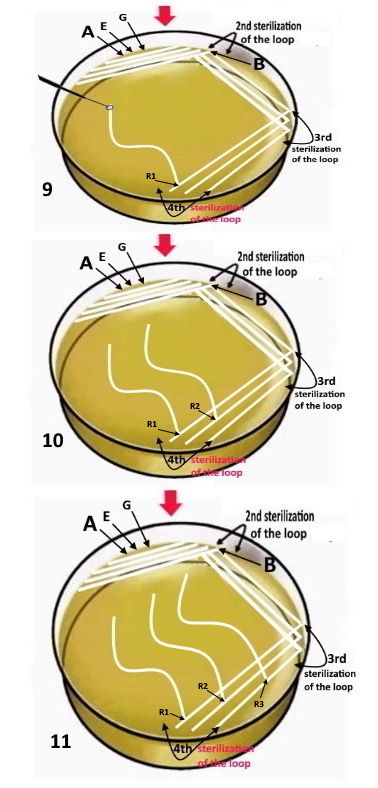 G
E
A
2nd sterilization
of the loop
B
3rd
sterilization
of the loop
R1
4th sterilization
of the loop
9
G
E
A
2nd sterilization
of the loop
B
3rd
sterilization
of the loop
R2
R1
4th sterilization
of the loop
10
G
E
A
2nd sterilization
of the loop
B
3rd
sterilization
of the loop
R2
R3
R1
4th sterilization
of the loop
11